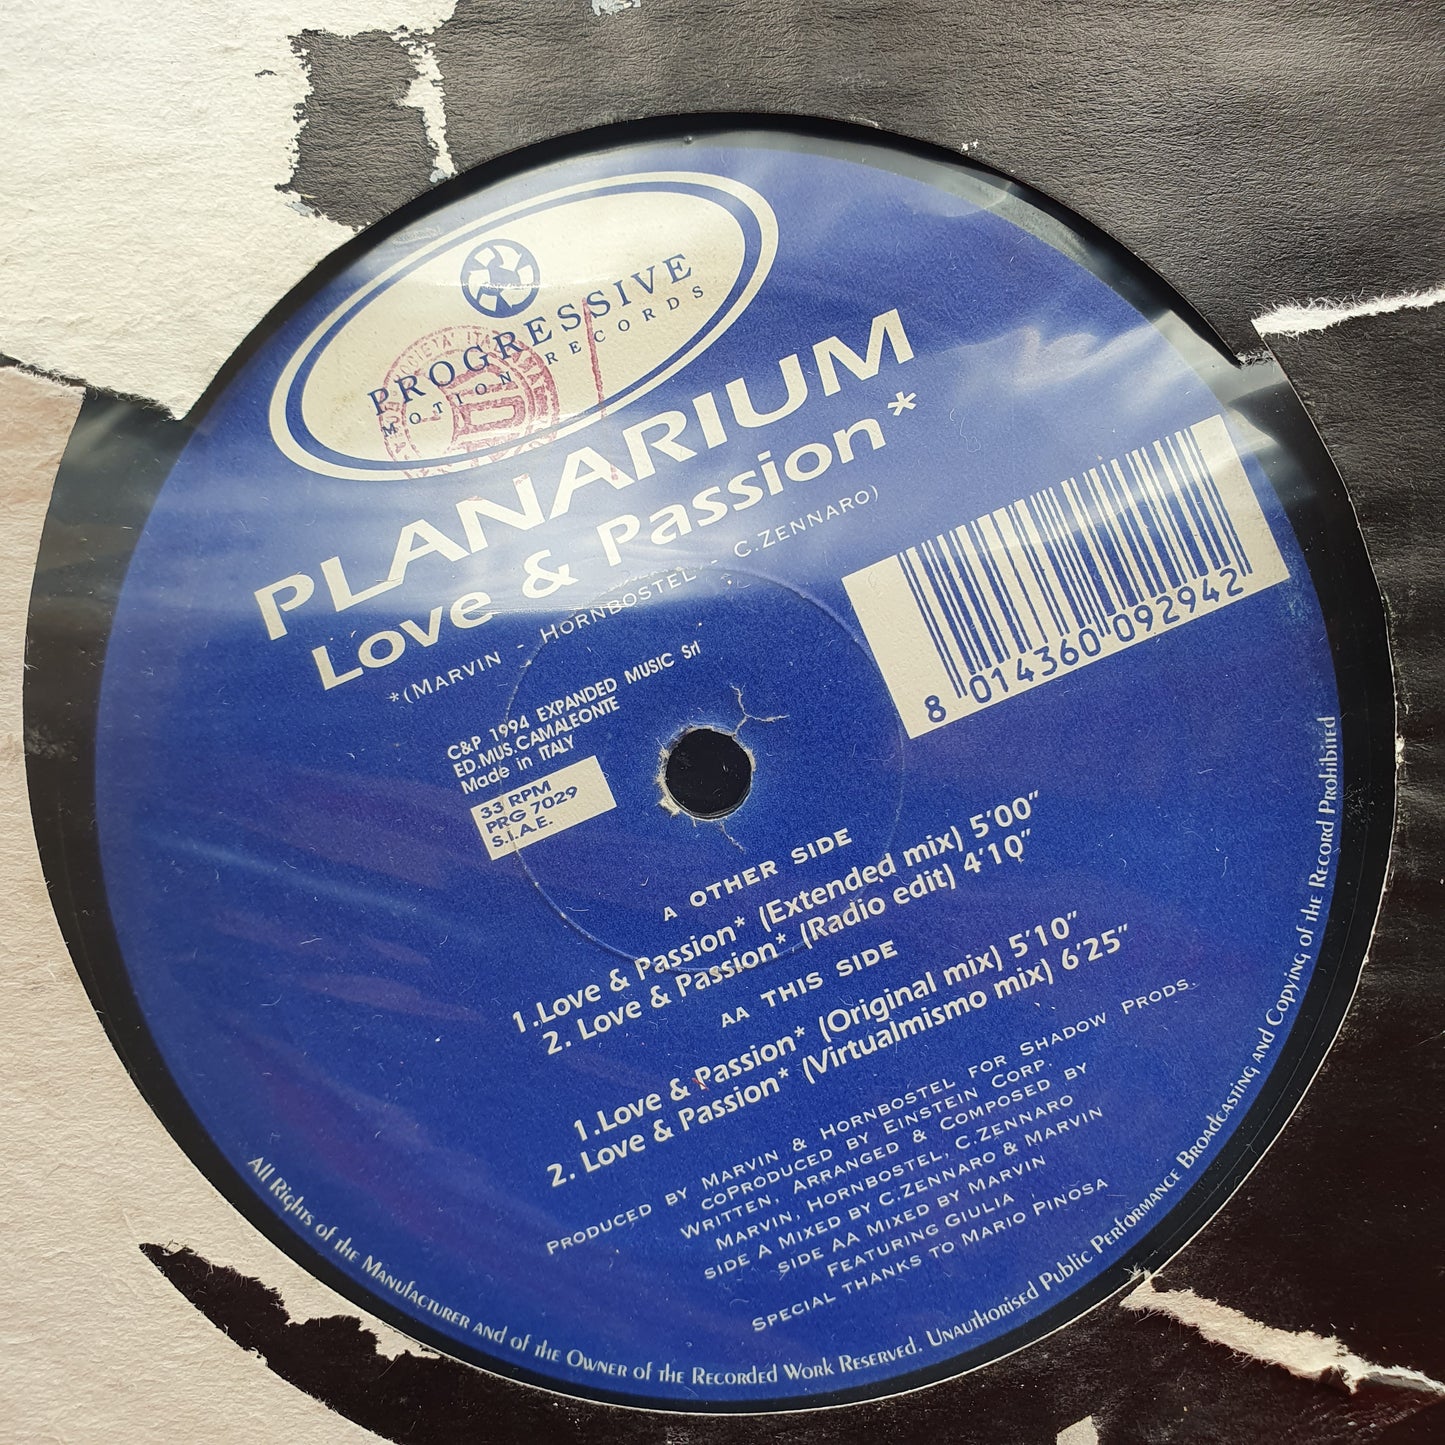 PROGRESSIVE
MOTION RECORDS
PLANARIUM
Love & Passion*
*(MARVIN - HORNBOSTEL - C.ZENNARO)
8 014360 092942
C&P 1994 EXPANDED MUSIC Srl
ED.MUS.CAMALEONTE
Made in ITALY
33 RPM
PRG 7029
S.I.A.E.
A OTHER SIDE
1.Love & Passion* (Extended mix) 5'00"
2. Love & Passion* (Radio edit) 4'10"
AA THIS SIDE
1.Love & Passion* (Original mix) 5'10"
2. Love & Passion* (Virtualmismo mix) 6'25"
PRODUCED BY MARVIN & HORNBOSTEL FOR SHADOW PRODS.
COPRODUCED BY EINSTEIN CORP.
WRITTEN, ARRANGED & COMPOSED BY
MARVIN, HORNBOSTEL, C.ZENNARO
SIDE A MIXED BY C.ZENNARO & MARVIN
SIDE AA MIXED BY MARVIN
FEATURING GIULIA
SPECIAL THANKS TO MARIO PINOSA
All Rights of the Manufacturer and of the Owner of the Recorded Work Reserved. Unauthorised Public Performance Broadcasting and Copying of the Record Prohibited